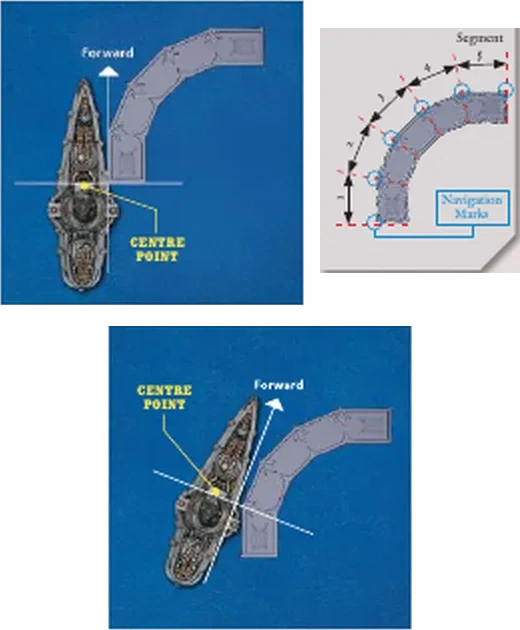 Forward
CENTRE
POINT
Segment
5
4
3
2
1
Navigation
Marks
Forward
CENTRE
POINT